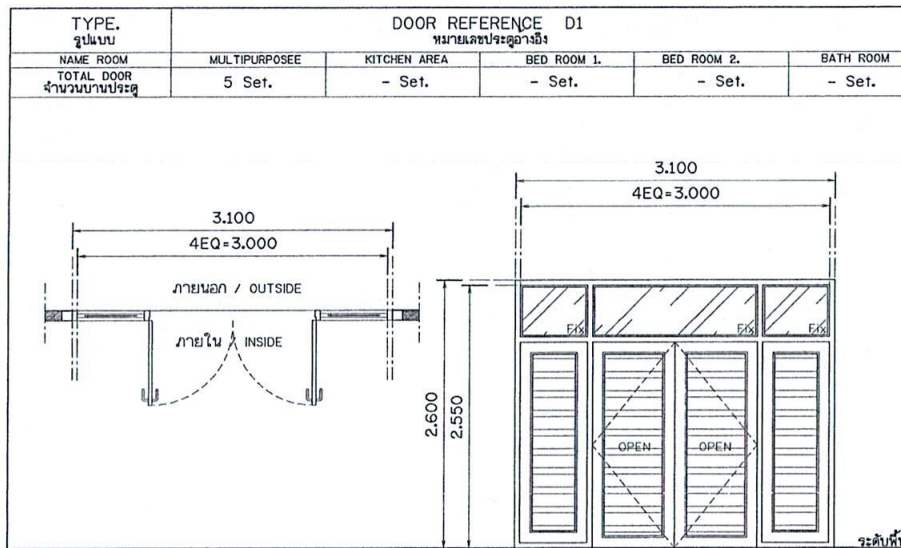 TYPE.
รูปแบบ
DOOR REFERENCE D1
หมายเลขประตูอ้างอิง
NAME ROOM
MULTIPURPOSEE
KITCHEN AREA
BED ROOM 1.
BED ROOM 2.
BATH ROOM
TOTAL DOOR
จำนวนบานประตู
5 Set.
- Set.
- Set.
- Set.
- Set.
3.100
4EQ=3.000
ภายนอก / OUTSIDE
ภายใน / INSIDE
3.100
4EQ=3.000
Fix
Fix
Fix
2.600
2.550
OPEN
OPEN